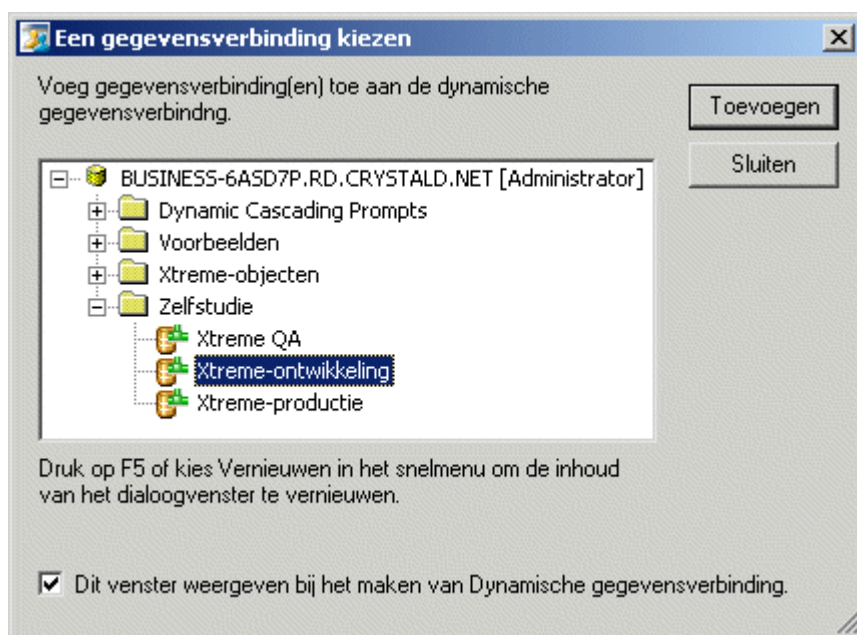 Een gegevensverbinding kiezen
Voeg gegevensverbinding(en) toe aan de dynamische
gegevensverbindng.
Toevoegen
Sluiten
BUSINESS-6ASD7P.RD.CRYSTALD.NET [Administrator]
Dynamic Cascading Prompts
Voorbeelden
Xtreme-objecten
Zelfstudie
Xtreme QA
Xtreme-ontwikkeling
Xtreme-productie
Druk op F5 of kies Vernieuwen in het snelmenu om de inhoud
van het dialoogvenster te vernieuwen.
Dit venster weergeven bij het maken van Dynamische gegevensverbinding.